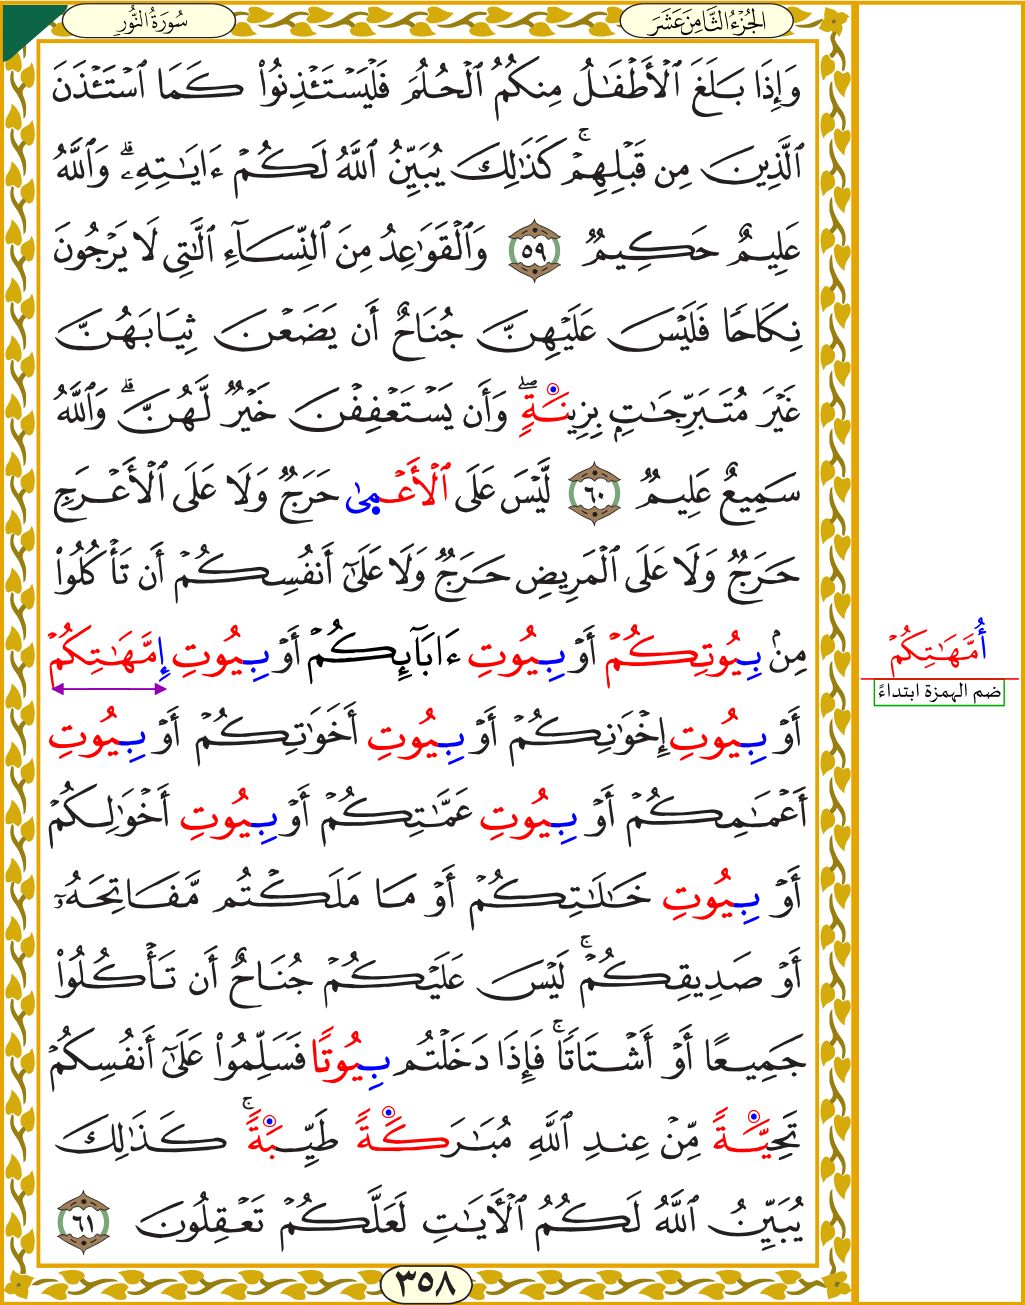 الجُزْءُ الثَّامِنَ عَشَرَ
سُورَةُ النُّورِ
وَإِذَا بَلَغَ ٱلۡأَطۡفَٰلُ مِنكُمُ ٱلۡحُلُمَ فَلۡيَسۡتَـٔۡذِنُواْ كَمَا ٱسۡتَـٔۡذَنَ
ٱلَّذِينَ مِن قَبۡلِهِمۡۚ كَذَٰلِكَ يُبَيِّنُ ٱللَّهُ لَكُمۡ ءَايَٰتِهِۦۗ وَٱللَّهُ
عَلِيمٌ حَكِيمٞ ٥٩ وَٱلۡقَوَٰعِدُ مِنَ ٱلنِّسَآءِ ٱلَّٰتِي لَا يَرۡجُونَ
نِكَاحٗا فَلَيۡسَ عَلَيۡهِنَّ جُنَاحٌ أَن يَضَعۡنَ ثِيَابَهُنَّ
غَيۡرَ مُتَبَرِّجَٰتِۭ بِزِينَةٖۖ وَأَن يَسۡتَعۡفِفۡنَ خَيۡرٞ لَّهُنَّۗ وَٱللَّهُ
سَمِيعٌ عَلِيمٞ ٦٠ لَّيۡسَ عَلَى ٱلۡأَعۡمَىٰ حَرَجٞ وَلَا عَلَى ٱلۡأَعۡرَجِ
حَرَجٞ وَلَا عَلَى ٱلۡمَرِيضِ حَرَجٞ وَلَا عَلَىٰٓ أَنفُسِكُمۡ أَن تَأۡكُلُواْ
مِنۢ بِيُوتِكُمۡ أَوۡ بِيُوتِ ءَابَآئِكُمۡ أَوۡ بِيُوتِ إِمَّهَٰتِكُمۡ
أَوۡ بِيُوتِ إِخۡوَٰنِكُمۡ أَوۡ بِيُوتِ أَخَوَٰتِكُمۡ أَوۡ بِيُوتِ
أَعۡمَٰمِكُمۡ أَوۡ بِيُوتِ عَمَّٰتِكُمۡ أَوۡ بِيُوتِ أَخۡوَٰلِكُمۡ
أَوۡ بِيُوتِ خَٰلَٰتِكُمۡ أَوۡ مَا مَلَكۡتُم مَّفَاتِحَهُۥٓ
أَوۡ صَدِيقِكُمۡۚ لَيۡسَ عَلَيۡكُمۡ جُنَاحٌ أَن تَأۡكُلُواْ
جَمِيعًا أَوۡ أَشۡتَاتٗاۚ فَإِذَا دَخَلۡتُم بِيُوتٗا فَسَلِّمُواْ عَلَىٰٓ أَنفُسِكُمۡ
تَحِيَّةٗ مِّنۡ عِندِ ٱللَّهِ مُبَٰرَكَةٗ طَيِّبَةٗۚ كَذَٰلِكَ
يُبَيِّنُ ٱللَّهُ لَكُمُ ٱلۡأٓيَٰتِ لَعَلَّكُمۡ تَعۡقِلُونَ ٦١
٣٥٨
أُمَّهَٰتِكُمۡ
ضم الهمزة ابتداءً